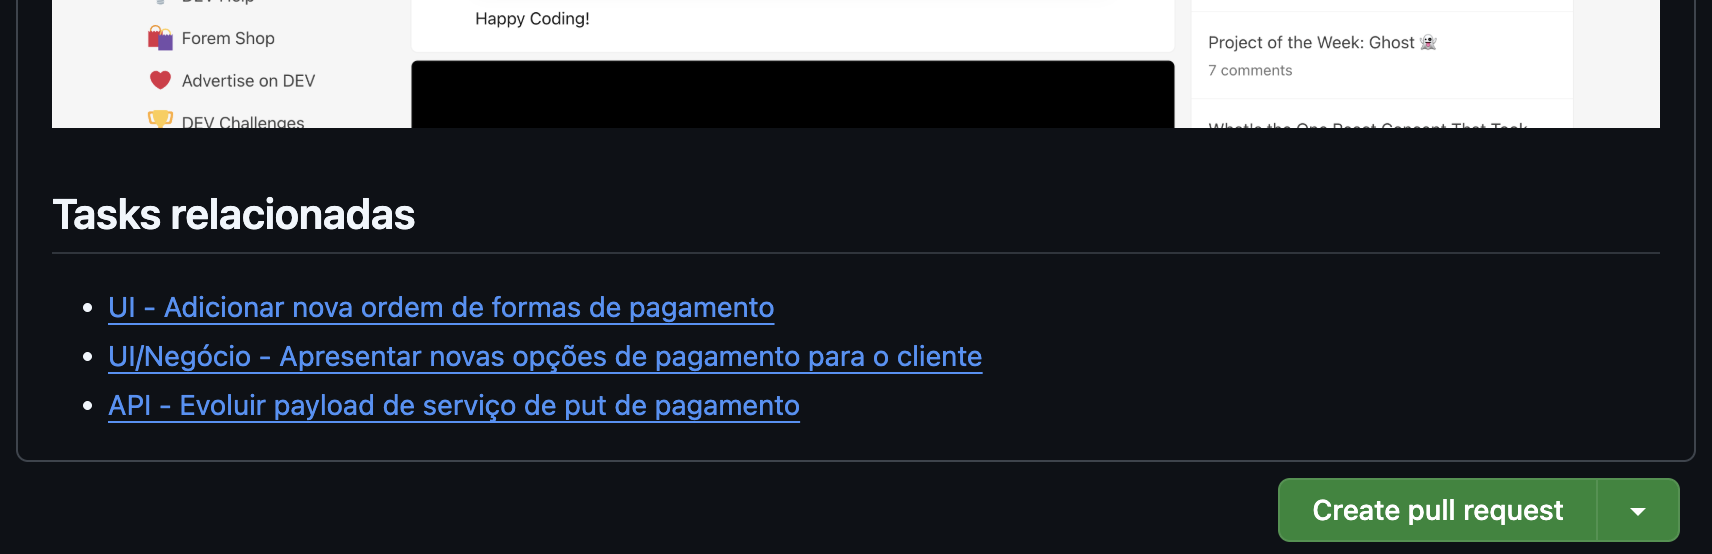 DEV Help
Happy Coding!
Forem Shop
Project of the Week: Ghost 👻
7 comments
Advertise on DEV
DEV Challenges
Tasks relacionadas
UI - Adicionar nova ordem de formas de pagamento
UI/Negócio - Apresentar novas opções de pagamento para o cliente
API - Evoluir payload de serviço de put de pagamento
Create pull request